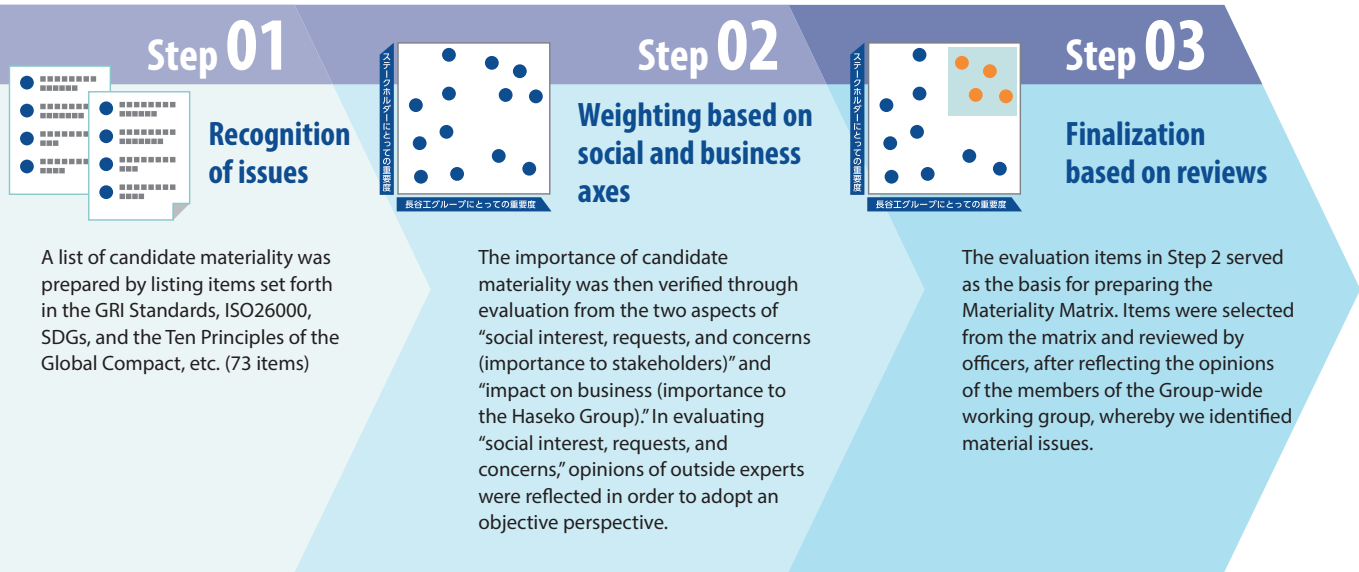 Step 01
Recognition
of issues
A list of candidate materiality was
prepared by listing items set forth
in the GRI Standards, ISO26000,
SDGs, and the Ten Principles of the
Global Compact, etc. (73 items)
Step 02
ステークホルダーにとっての重要度
長谷工グループにとっての重要度
Weighting based on
social and business
axes
The importance of candidate
materiality was then verified through
evaluation from the two aspects of
“social interest, requests, and concerns
(importance to stakeholders)” and
“impact on business (importance to
the Haseko Group).” In evaluating
“social interest, requests, and
concerns,” opinions of outside experts
were reflected in order to adopt an
objective perspective.
Step 03
ステークホルダーにとっての重要度
長谷工グループにとっての重要度
Finalization
based on reviews
The evaluation items in Step 2 served
as the basis for preparing the
Materiality Matrix. Items were selected
from the matrix and reviewed by
officers, after reflecting the opinions
of the members of the Group-wide
working group, whereby we identified
material issues.